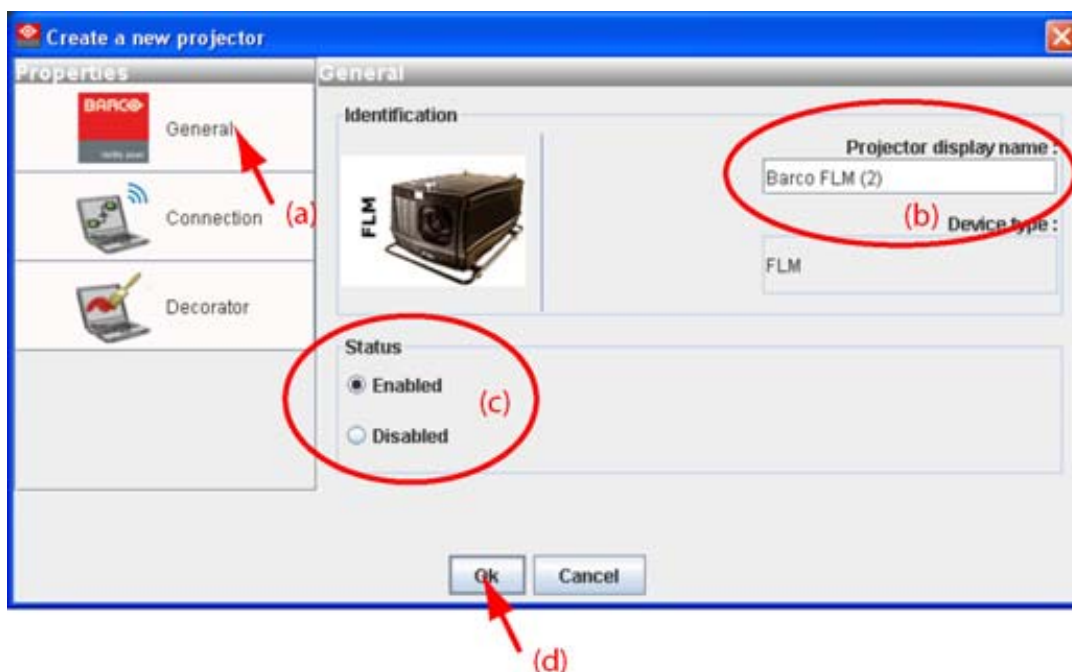 Create a new projector
Properties
General
BARCO
General
(a)
Connection
Decorator
Identification
FLM
Projector display name :
Barco FLM (2)
(b)
Device type :
FLM
Status
Enabled
(c)
Disabled
Ok
Cancel
(d)